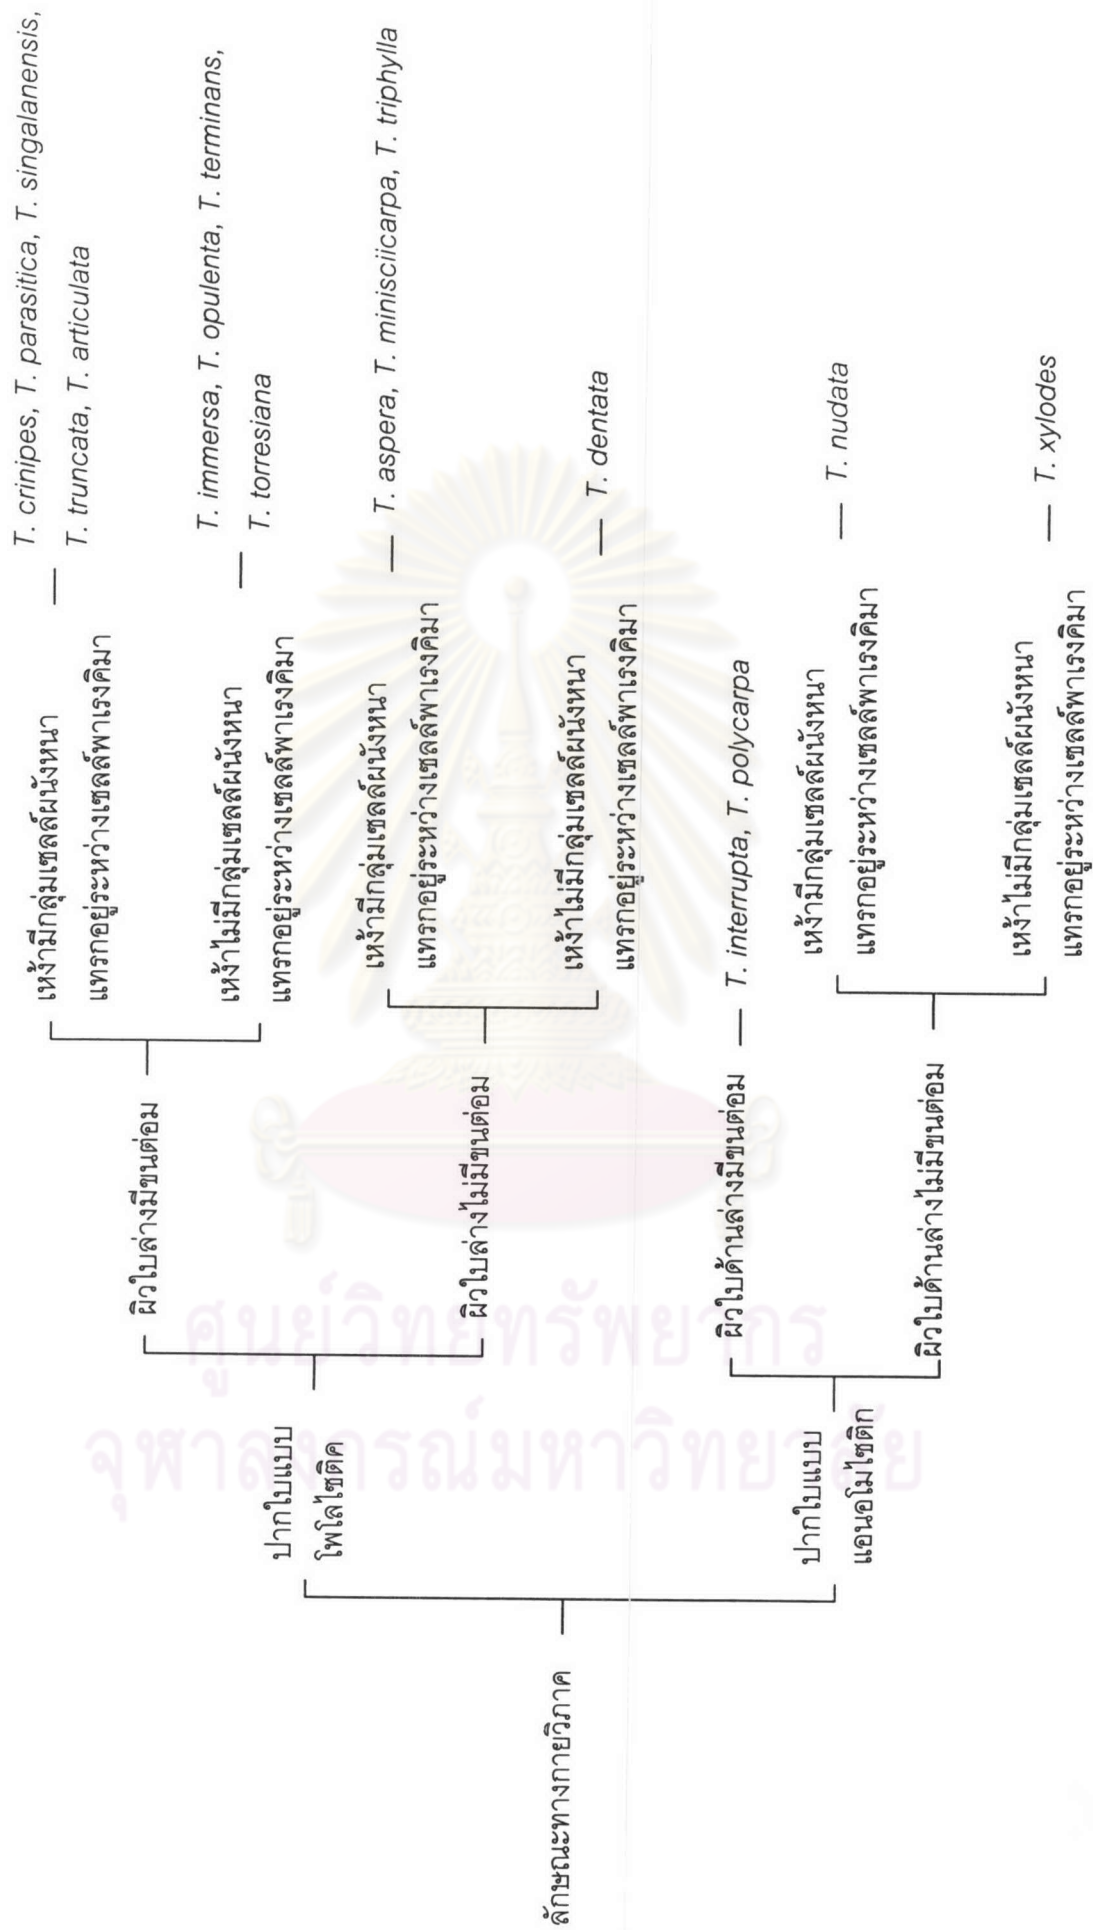 ลักษณะทางกายวิภาค
ปากใบแบบ
โพโลไซติค
ผิวใบล่างมีขนต่อม
เหง้ามีกลุ่มเซลล์ผนังหนา
แทรกอยู่ระหว่างเซลล์พาเรงคิมา
— T. crinipes, T. parasitica, T. singalanensis,
T. truncata, T. articulata
เหง้าไม่มีกลุ่มเซลล์ผนังหนา
แทรกอยู่ระหว่างเซลล์พาเรงคิมา
— T. immersa, T. opulenta, T. terminans,
T. torresiana
ผิวใบล่างไม่มีขนต่อม
เหง้ามีกลุ่มเซลล์ผนังหนา
แทรกอยู่ระหว่างเซลล์พาเรงคิมา
— T. aspera, T. minisciicarpa, T. triphylla
เหง้าไม่มีกลุ่มเซลล์ผนังหนา
แทรกอยู่ระหว่างเซลล์พาเรงคิมา
— T. dentata
ปากใบแบบ
แอนอโมไซติก
ผิวใบด้านล่างมีขนต่อม — T. interrupta, T. polycarpa
ผิวใบด้านล่างไม่มีขนต่อม
เหง้ามีกลุ่มเซลล์ผนังหนา
แทรกอยู่ระหว่างเซลล์พาเรงคิมา
— T. nudata
เหง้าไม่มีกลุ่มเซลล์ผนังหนา
แทรกอยู่ระหว่างเซลล์พาเรงคิมา
— T. xylodes
ศูนย์วิทยทรัพยากร
จุฬาลงกรณ์มหาวิทยาลัย